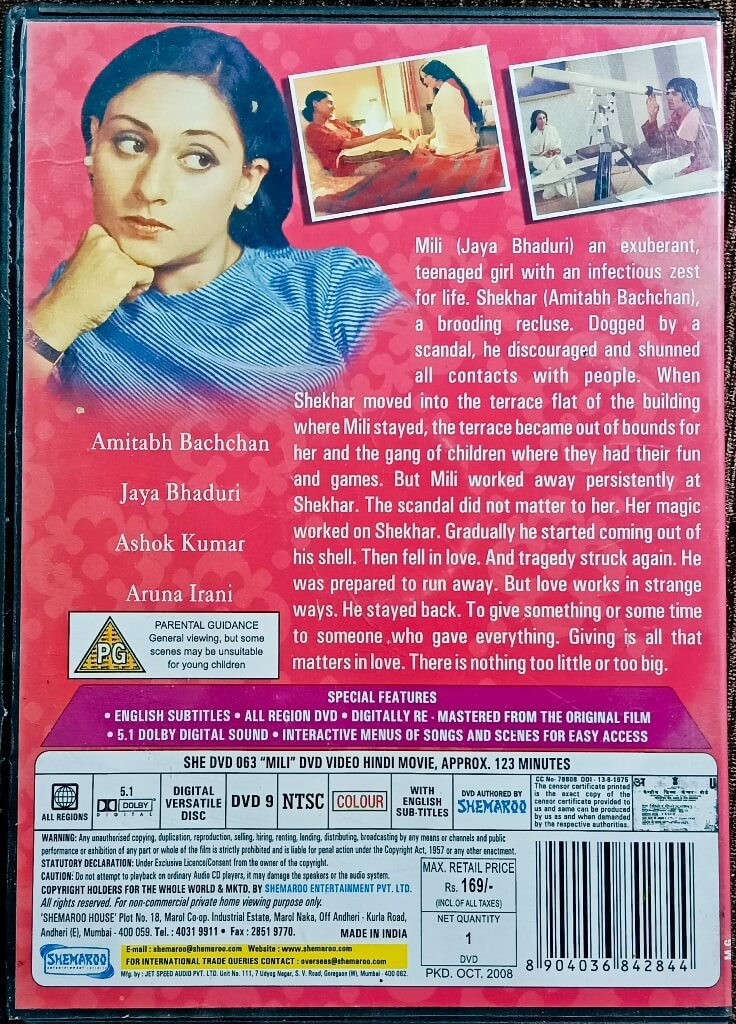 Mili (Jaya Bhaduri) an exuberant,
teenaged girl with an infectious zest
for life. Shekhar (Amitabh Bachchan),
a brooding recluse. Dogged by a
scandal, he discouraged and shunned
all contacts with people. When
Shekhar moved into the terrace flat of the building
where Mili stayed, the terrace became out of bounds for
her and the gang of children where they had their fun
and games. But Mili worked away persistently at
Shekhar. The scandal did not matter to her. Her magic
worked on Shekhar. Gradually he started coming out of
his shell. Then fell in love. And tragedy struck again. He
was prepared to run away. But love works in strange
ways. He stayed back. To give something or some time
to someone who gave everything. Giving is all that
matters in love. There is nothing too little or too big.
Amitabh Bachchan
Jaya Bhaduri
Ashok Kumar
Aruna Irani
PG
PARENTAL GUIDANCE
General viewing, but some
scenes may be unsuitable
for young children
SPECIAL FEATURES
• ENGLISH SUBTITLES • ALL REGION DVD • DIGITALLY RE - MASTERED FROM THE ORIGINAL FILM
• 5.1 DOLBY DIGITAL SOUND • INTERACTIVE MENUS OF SONGS AND SCENES FOR EASY ACCESS
SHE DVD 063 "MILI" DVD VIDEO HINDI MOVIE, APPROX. 123 MINUTES
ALL REGIONS
5.1
DOLBY
DIGITAL
DIGITAL
VERSATILE
DISC
DVD 9
NTSC
COLOUR
WITH
ENGLISH
SUB-TITLES
DVD AUTHORED BY
SHEMAROO
CC No- 78808 DOI - 13-6-1975
The censor certificate printed
is the exact copy of the
censor certificate provided to
us and same can be produced
by us as and when demanded
by the respective authorities.
अ U
WARNING: Any unauthorised copying, duplication, reproduction, selling, hiring, renting, lending, distributing, broadcasting by any means or channels and public
performance or exhibition of any part or whole of the film is strictly prohibited and is liable for penal action under the Copyright Act, 1957 or any other enactment.
STATUTORY DECLARATION: Under Exclusive Licence/Consent from the owner of the copyright.
CAUTION: Do not attempt to playback on ordinary Audio CD players, it may damage the speakers or the audio system.
COPYRIGHT HOLDERS FOR THE WHOLE WORLD & MKTD. BY SHEMAROO ENTERTAINMENT PVT. LTD.
All rights reserved. For non-commercial private home viewing purpose only.
'SHEMAROO HOUSE' Plot No. 18, Marol Co-op. Industrial Estate, Marol Naka, Off Andheri - Kurla Road,
Andheri (E), Mumbai - 400 059. Tel. : 4031 9911 • Fax : 2851 9770. MADE IN INDIA
SHEMAROO
entertainment pvt. ltd.
E-mail : shemaroo@shemaroo.com Website : www.shemaroo.com
FOR INTERNATIONAL TRADE QUERIES CONTACT : overseas@shemaroo.com
Mfg. by : JET SPEED AUDIO PVT. LTD. Unit No. 111, 7 Udyog Nagar, S. V. Road, Goregaon (W), Mumbai - 400 062.
MAX. RETAIL PRICE
Rs. 169/-
(INCL. OF ALL TAXES)
NET QUANTITY
1
DVD
PKD. OCT. 2008
8 904036 842844